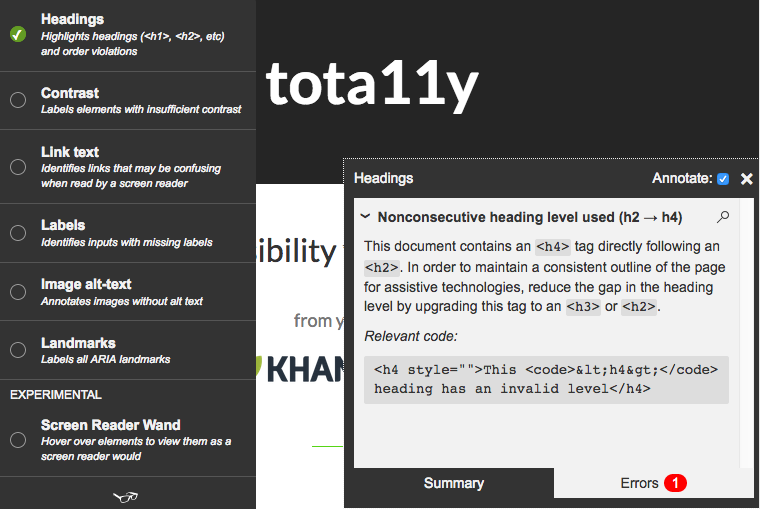 Headings
Highlights headings (<h1>, <h2>, etc)
and order violations
Contrast
Labels elements with insufficient contrast
Link text
Identifies links that may be confusing
when read by a screen reader
Labels
Identifies inputs with missing labels
Image alt-text
Annotates images without alt text
Landmarks
Labels all ARIA landmarks
EXPERIMENTAL
Screen Reader Wand
Hover over elements to view them as a
screen reader would
tota11y
sibility
from y
KHAN
Headings
Annotate:
Nonconsecutive heading level used (h2 → h4)
This document contains an <h4> tag directly following an
<h2>. In order to maintain a consistent outline of the page
for assistive technologies, reduce the gap in the heading
level by upgrading this tag to an <h3> or <h2>.
Relevant code:
<h4 style="">This <code>&lt;h4&gt;</code>
heading has an invalid level</h4>
Summary
Errors 1